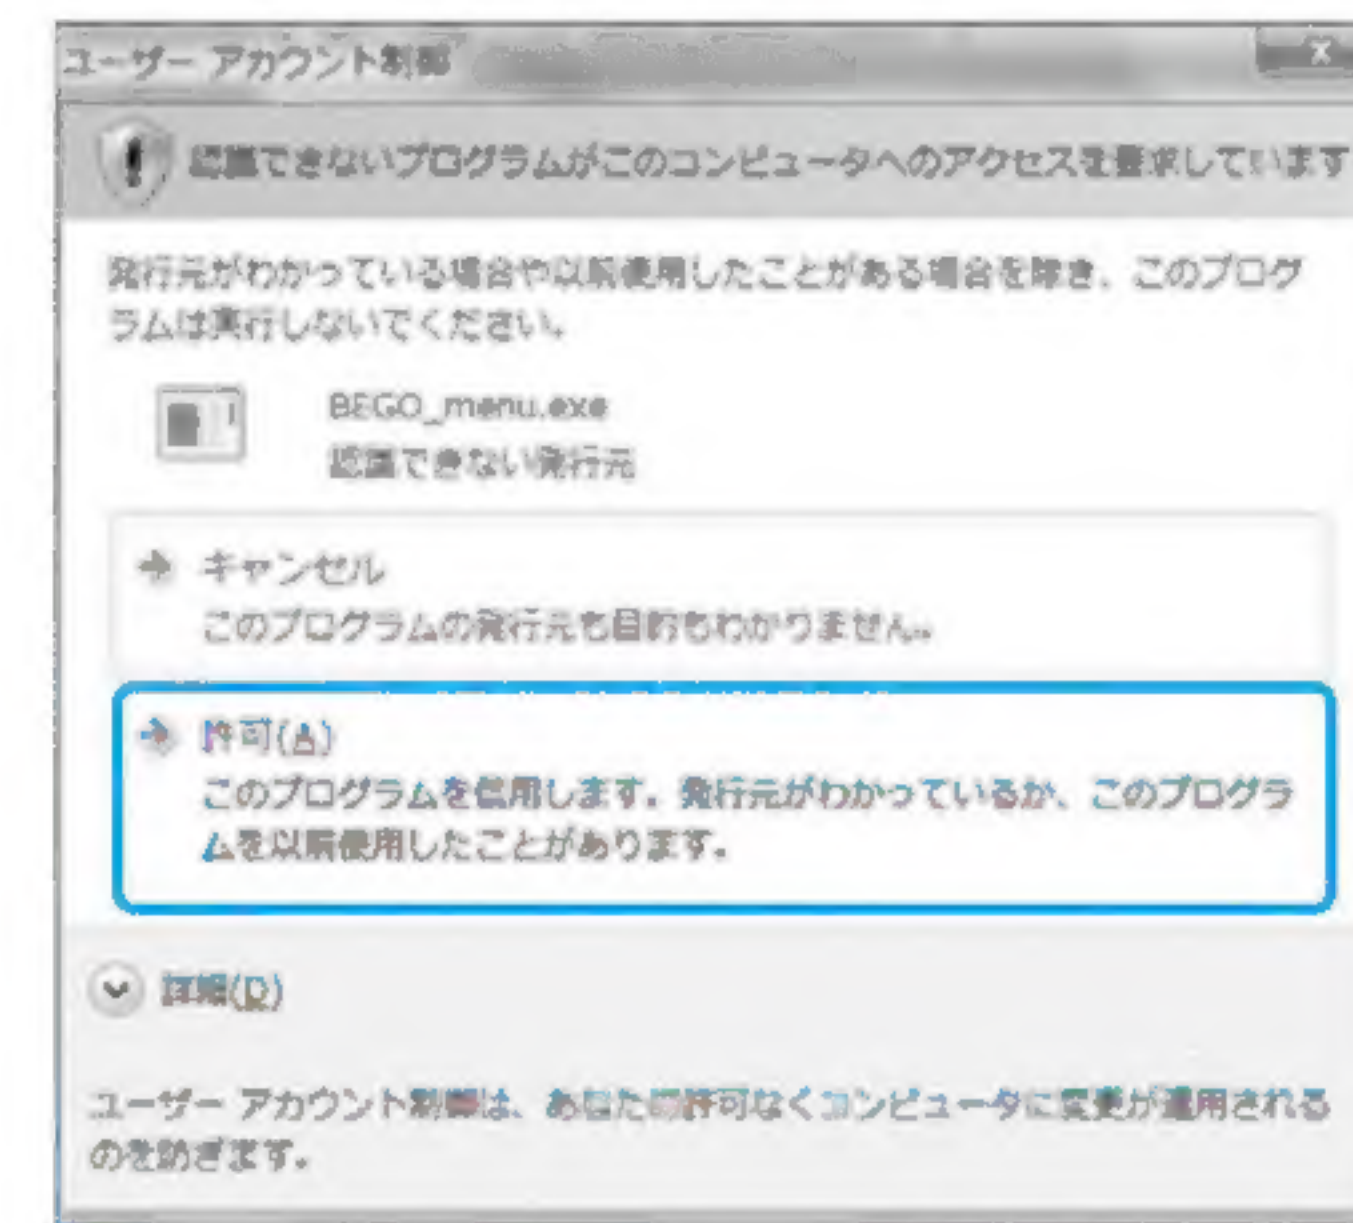 ユーザー アカウント制御
認識できないプログラムがこのコンピュータへのアクセスを要求しています
発行元がわかっている場合や以前使用したことがある場合を除き、このプログ
ラムは実行しないでください。
BEGO_menu.exe
認識できない発行元
キャンセル
このプログラムの発行元も目的もわかりません。
許可(A)
このプログラムを信用します。発行元がわかっているか、このプログラ
ムを以前使用したことがあります。
詳細(D)
ユーザー アカウント制御は、あなたの許可なくコンピュータに変更が適用される
のを防ぎます。